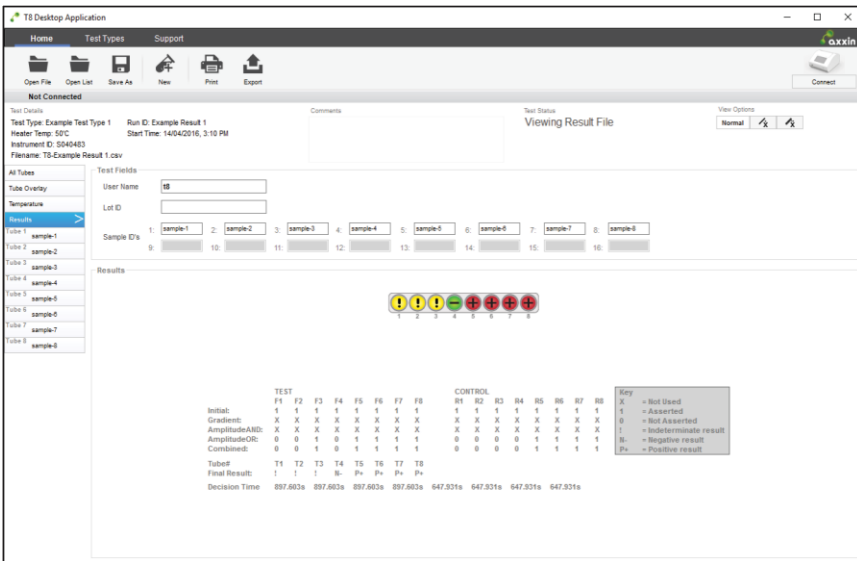 T8 Desktop Application
Home Test Types Support
axxin
Open File Open List Save As New Print Export Connect
Not Connected
Test Details Comments Test Status View Options
Test Type: Example Test Type 1 Run ID: Example Result 1 Viewing Result File Normal
Heater Temp: 50°C Start Time: 14/04/2016, 3:10 PM
Instrument ID: S040483
Filename: T8-Example Result 1.csv
All Tubes
Tube Overlay
Temperature
Results >
Tube 1 sample-1
Tube 2 sample-2
Tube 3 sample-3
Tube 4 sample-4
Tube 5 sample-5
Tube 6 sample-6
Tube 7 sample-7
Tube 8 sample-8
Test Fields
User Name t8
Lot ID
Sample ID's 1: sample-1 2: sample-2 3: sample-3 4: sample-4 5: sample-5 6: sample-6 7: sample-7 8: sample-8
9: 10: 11: 12: 13: 14: 15: 16:
Results
! ! ! − + + + +
1 2 3 4 5 6 7 8
TEST CONTROL
F1 F2 F3 F4 F5 F6 F7 F8 R1 R2 R3 R4 R5 R6 R7 R8
Initial: 1 1 1 1 1 1 1 1 1 1 1 1 1 1 1 1
Gradient: X X X X X X X X X X X X X X X X
AmplitudeAND: X X X X X X X X X X X X X X X X
AmplitudeOR: 0 0 1 0 1 1 1 1 0 0 0 1 1 1 1 1
Combined: 0 0 1 0 1 1 1 1 0 0 0 1 1 1 1 1
Tube# T1 T2 T3 T4 T5 T6 T7 T8
Final Result: ! ! ! N- P+ P+ P+ P+
Decision Time 897.603s 897.603s 897.603s 897.603s 647.931s 647.931s 647.931s 647.931s
Key
X = Not Used
1 = Asserted
0 = Not Asserted
! = Indeterminate result
N- = Negative result
P+ = Positive result